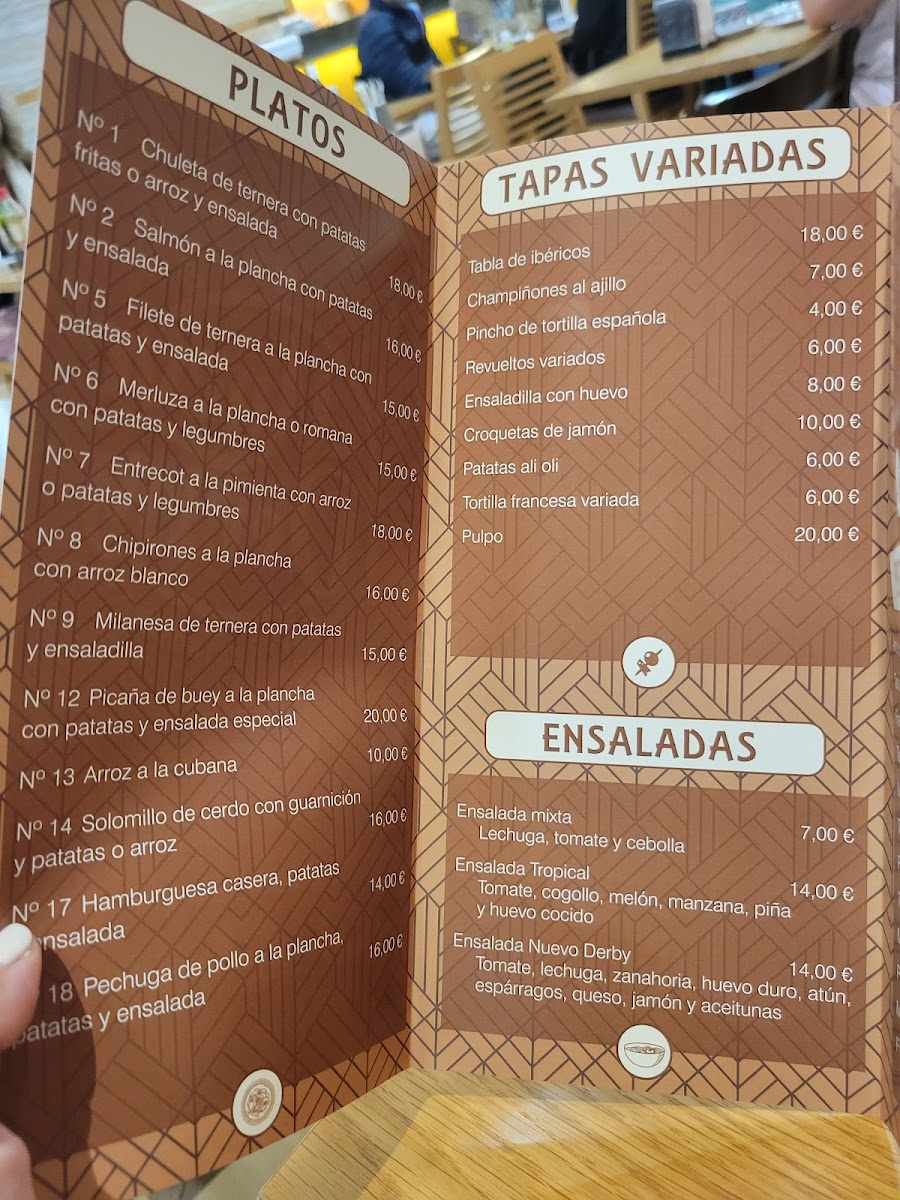 PLATOS
Nº 1 Chuleta de ternera con patatas
fritas o arroz y ensalada
18,00 €
Nº 2 Salmón a la plancha con patatas
y ensalada
16,00 €
Nº 5 Filete de ternera a la plancha con
patatas y ensalada
15,00 €
Nº 6 Merluza a la plancha o romana
con patatas y legumbres
15,00 €
Nº 7 Entrecot a la pimienta con arroz
o patatas y legumbres
18,00 €
Nº 8 Chipirones a la plancha
con arroz blanco
16,00 €
Nº 9 Milanesa de ternera con patatas
y ensaladilla
15,00 €
Nº 12 Picaña de buey a la plancha
con patatas y ensalada especial
20,00 €
Nº 13 Arroz a la cubana
10,00 €
Nº 14 Solomillo de cerdo con guarnición
y patatas o arroz
16,00 €
Nº 17 Hamburguesa casera, patatas
ensalada
14,00 €
18 Pechuga de pollo a la plancha,
patatas y ensalada
16,00 €
TAPAS VARIADAS
Tabla de ibéricos 18,00 €
Champiñones al ajillo 7,00 €
Pincho de tortilla española 4,00 €
Revueltos variados 6,00 €
Ensaladilla con huevo 8,00 €
Croquetas de jamón 10,00 €
Patatas ali oli 6,00 €
Tortilla francesa variada 6,00 €
Pulpo 20,00 €
ENSALADAS
Ensalada mixta
Lechuga, tomate y cebolla
7,00 €
Ensalada Tropical
14,00 €
Tomate, cogollo, melón, manzana, piña
y huevo cocido
Ensalada Nuevo Derby
14,00 €
Tomate, lechuga, zanahoria, huevo duro, atún,
espárragos, queso, jamón y aceitunas